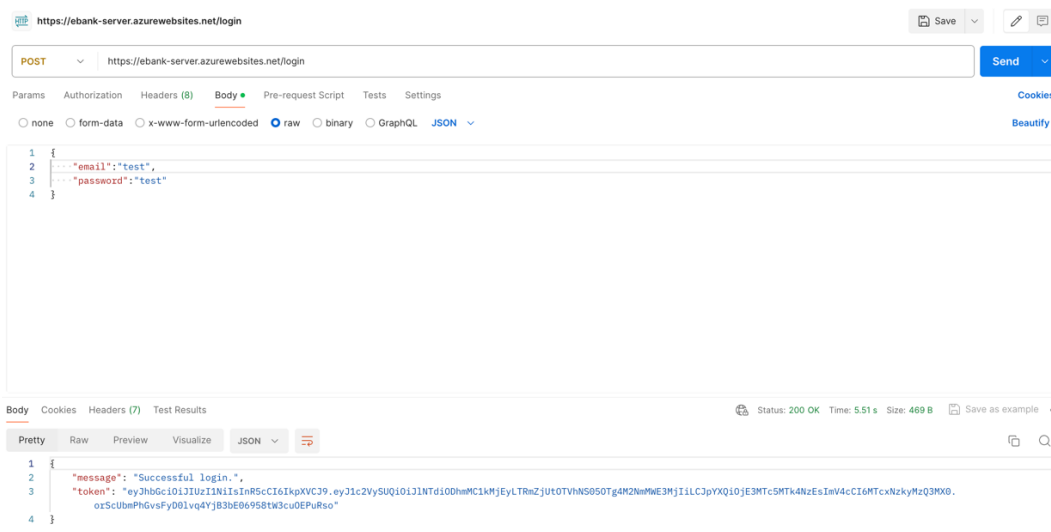 HTTP https://ebank-server.azurewebsites.net/login
Save
POST https://ebank-server.azurewebsites.net/login
Send
Params Authorization Headers (8) Body Pre-request Script Tests Settings
Cookies
none form-data x-www-form-urlencoded raw binary GraphQL JSON
Beautify
1 {
2 "email":"test",
3 "password":"test"
4 }
Body Cookies Headers (7) Test Results
Status: 200 OK Time: 5.51 s Size: 469 B Save as example
Pretty Raw Preview Visualize JSON
1 {
2 "message": "Successful login.",
3 "token": "eyJhbGciOiJIUzI1NiIsInR5cCI6IkpXVCJ9.eyJ1c2VySUQiOiJlNTdiODhmMC1kMjEyLTRmZjUtOTVhNS05OTg4M2NmMWE3MjIiLCJpYXQiOjE3MTc5MTk4NzEsImV4cCI6MTcxNzkyMzQ3MX0.
orScUbmPhGvsFyD0lvq4YjB3bE06958tW3cuOEPuRso"
4 }